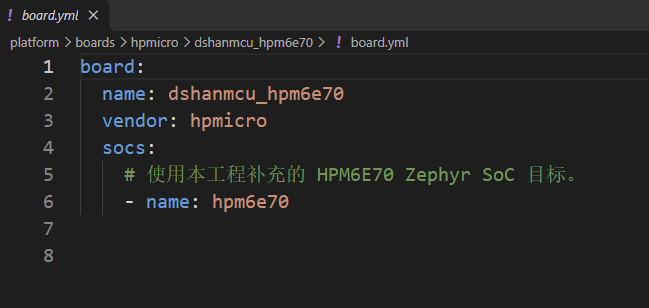 ! board.yml ×
platform > boards > hpmicro > dshanmcu_hpm6e70 > ! board.yml
1 board:
2   name: dshanmcu_hpm6e70
3   vendor: hpmicro
4   socs:
5     # 使用本工程补充的 HPM6E70 Zephyr SoC 目标。
6     - name: hpm6e70
7
8